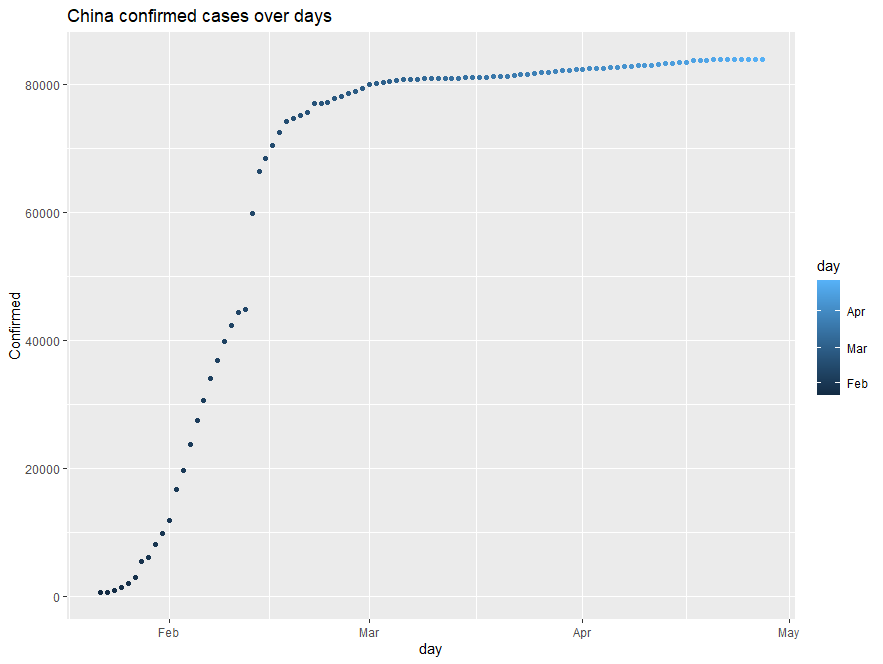 China confirmed cases over days
Confirmed
80000
60000
40000
20000
0
Feb
Mar
Apr
May
day
day
Apr
Mar
Feb